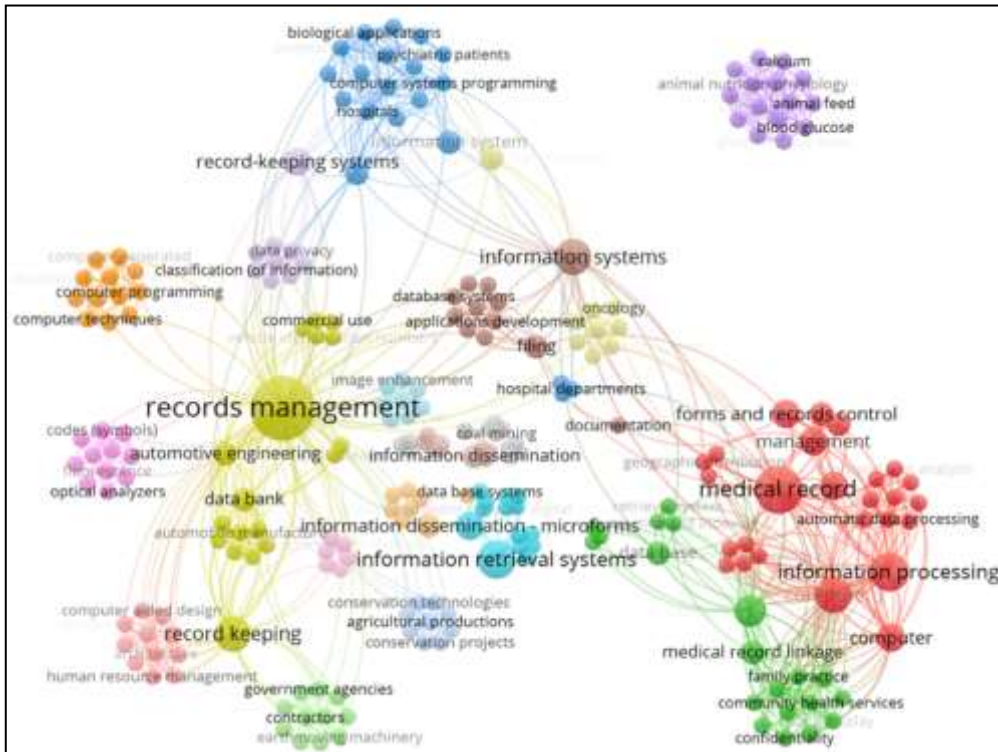 biological applications
psychiatric patients
computer systems programming
hospitals
information system
record-keeping systems
calcium
animal nutrition physiology
animal feed
blood glucose
data privacy
classification (of information)
information systems
computer programming
computer techniques
commercial use
database systems
applications development
oncology
filing
image enhancement
hospital departments
records management
codes (symbols)
automotive engineering
optical analyzers
coal mining
information dissemination
documentation
forms and records control
management
medical record
automatic data processing
data bank
data base systems
information dissemination - microforms
information retrieval systems
data base
information processing
computer aided design
record keeping
human resource management
conservation technologies
agricultural productions
conservation projects
medical record linkage
computer
family practice
community health services
confidentiality
government agencies
contractors
earthmoving machinery